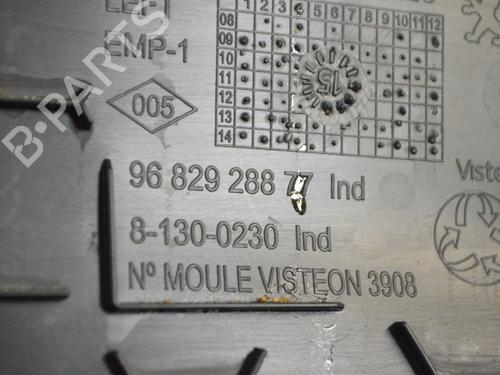 LEFT
EMP-1
1 2 3 4 5 6 7 8 9 10 11 12
08
09
10
11
12
13
14
15
005
96 829 288 77 Ind
8-130-0230 Ind
Nº MOULE VISTEON 3908
Viste
B-PARTS